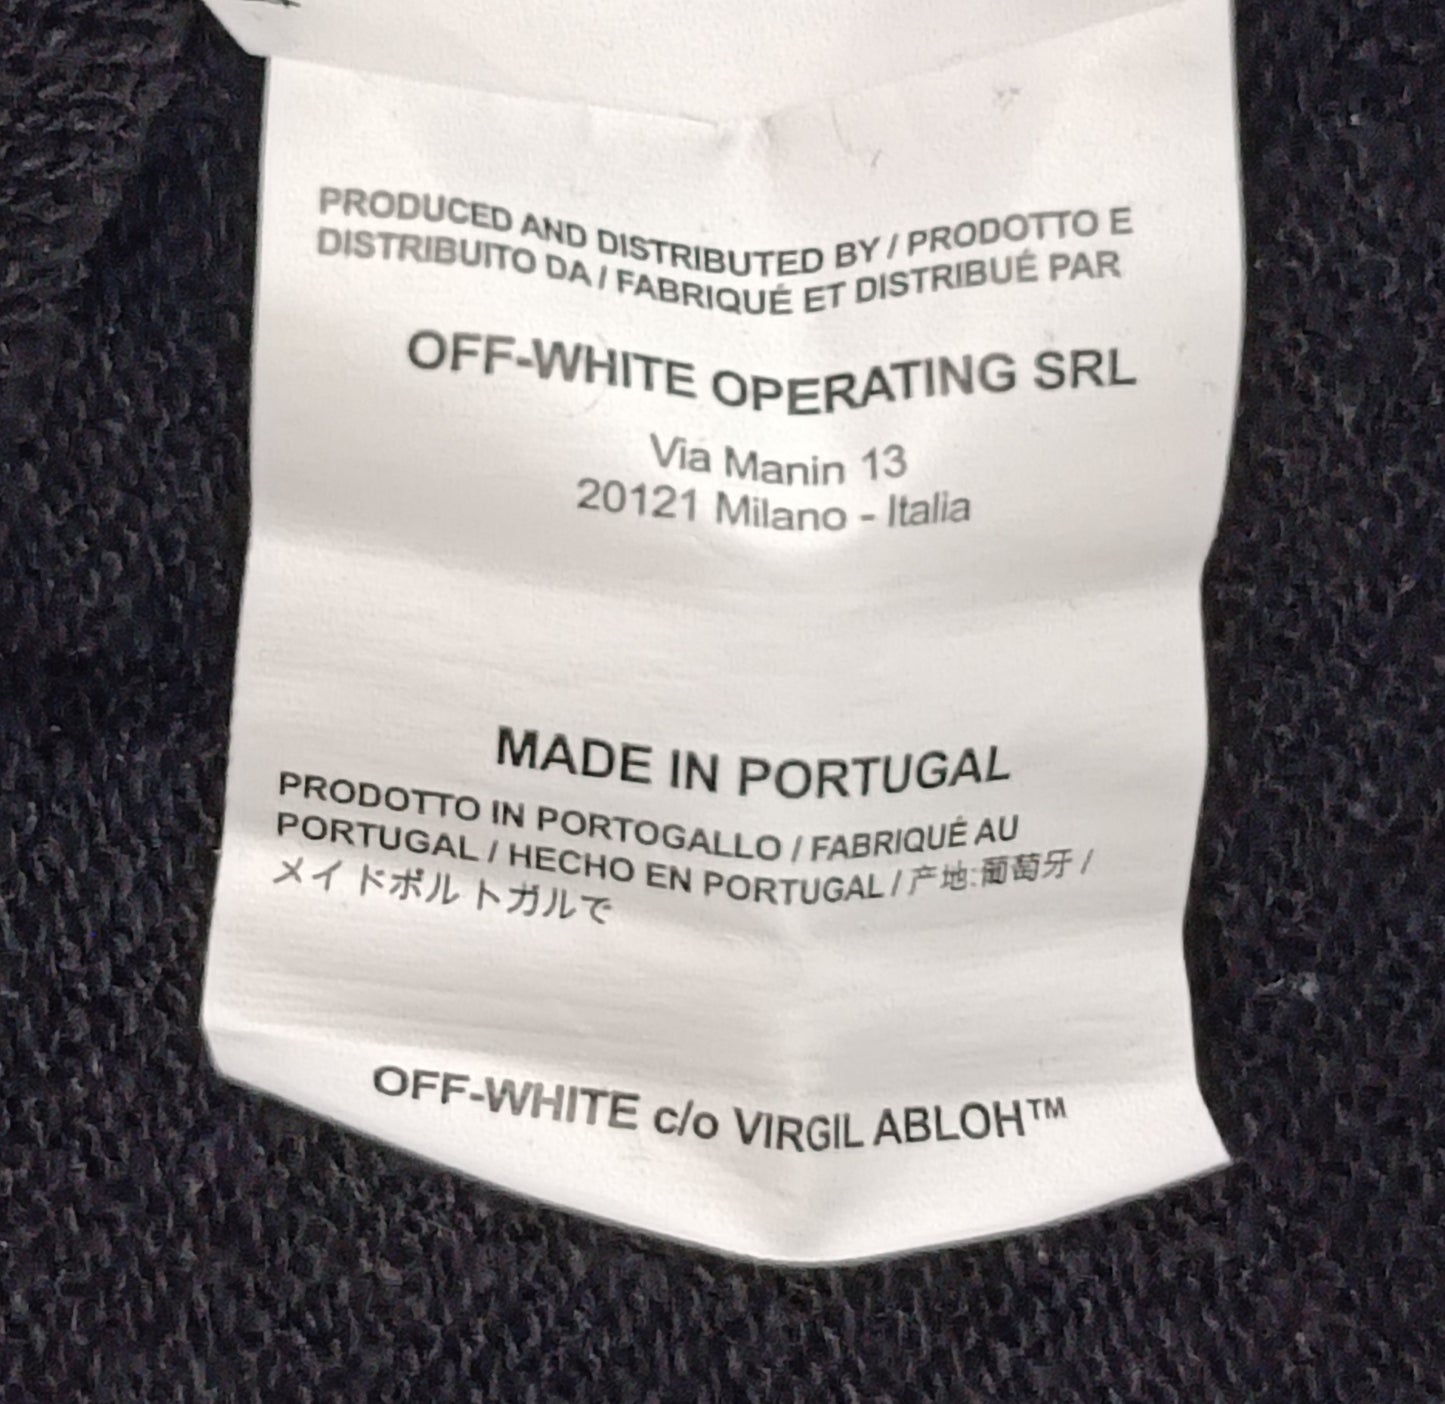 PRODUCED AND DISTRIBUTED BY / PRODOTTO E
DISTRIBUITO DA / FABRIQUÉ ET DISTRIBUÉ PAR
OFF-WHITE OPERATING SRL
Via Manin 13
20121 Milano - Italia
MADE IN PORTUGAL
PRODOTTO IN PORTOGALLO / FABRIQUÉ AU
PORTUGAL / HECHO EN PORTUGAL / 产地:葡萄牙 /
メイドポルトガルで
OFF-WHITE c/o VIRGIL ABLOH™